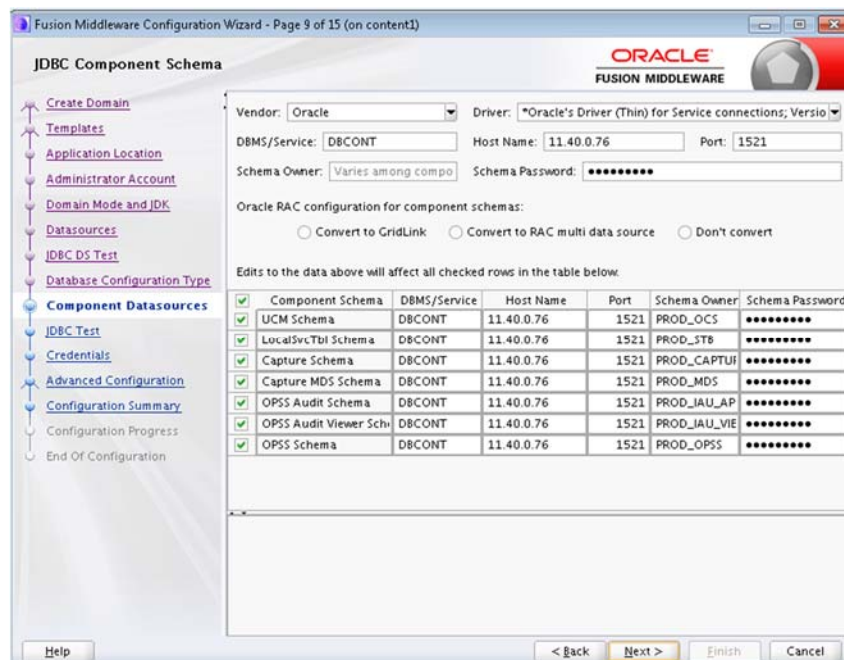 Fusion Middleware Configuration Wizard - Page 9 of 15 (on content1)
JDBC Component Schema
ORACLE
FUSION MIDDLEWARE
Create Domain
Templates
Application Location
Administrator Account
Domain Mode and JDK
Datasources
JDBC DS Test
Database Configuration Type
Component Datasources
JDBC Test
Credentials
Advanced Configuration
Configuration Summary
Configuration Progress
End Of Configuration
Vendor: Oracle Driver: *Oracle's Driver (Thin) for Service connections; Versio
DBMS/Service: DBCONT Host Name: 11.40.0.76 Port: 1521
Schema Owner: Varies among compo Schema Password: •••••••••
Oracle RAC configuration for component schemas:
Convert to GridLink Convert to RAC multi data source Don't convert
Edits to the data above will affect all checked rows in the table below.
Component Schema DBMS/Service Host Name Port Schema Owner Schema Password
UCM Schema DBCONT 11.40.0.76 1521 PROD_OCS •••••••••
LocalSvcTbl Schema DBCONT 11.40.0.76 1521 PROD_STB •••••••••
Capture Schema DBCONT 11.40.0.76 1521 PROD_CAPTUF •••••••••
Capture MDS Schema DBCONT 11.40.0.76 1521 PROD_MDS •••••••••
OPSS Audit Schema DBCONT 11.40.0.76 1521 PROD_IAU_AP •••••••••
OPSS Audit Viewer Sch DBCONT 11.40.0.76 1521 PROD_IAU_VIE •••••••••
OPSS Schema DBCONT 11.40.0.76 1521 PROD_OPSS •••••••••
Help < Back Next > Finish Cancel